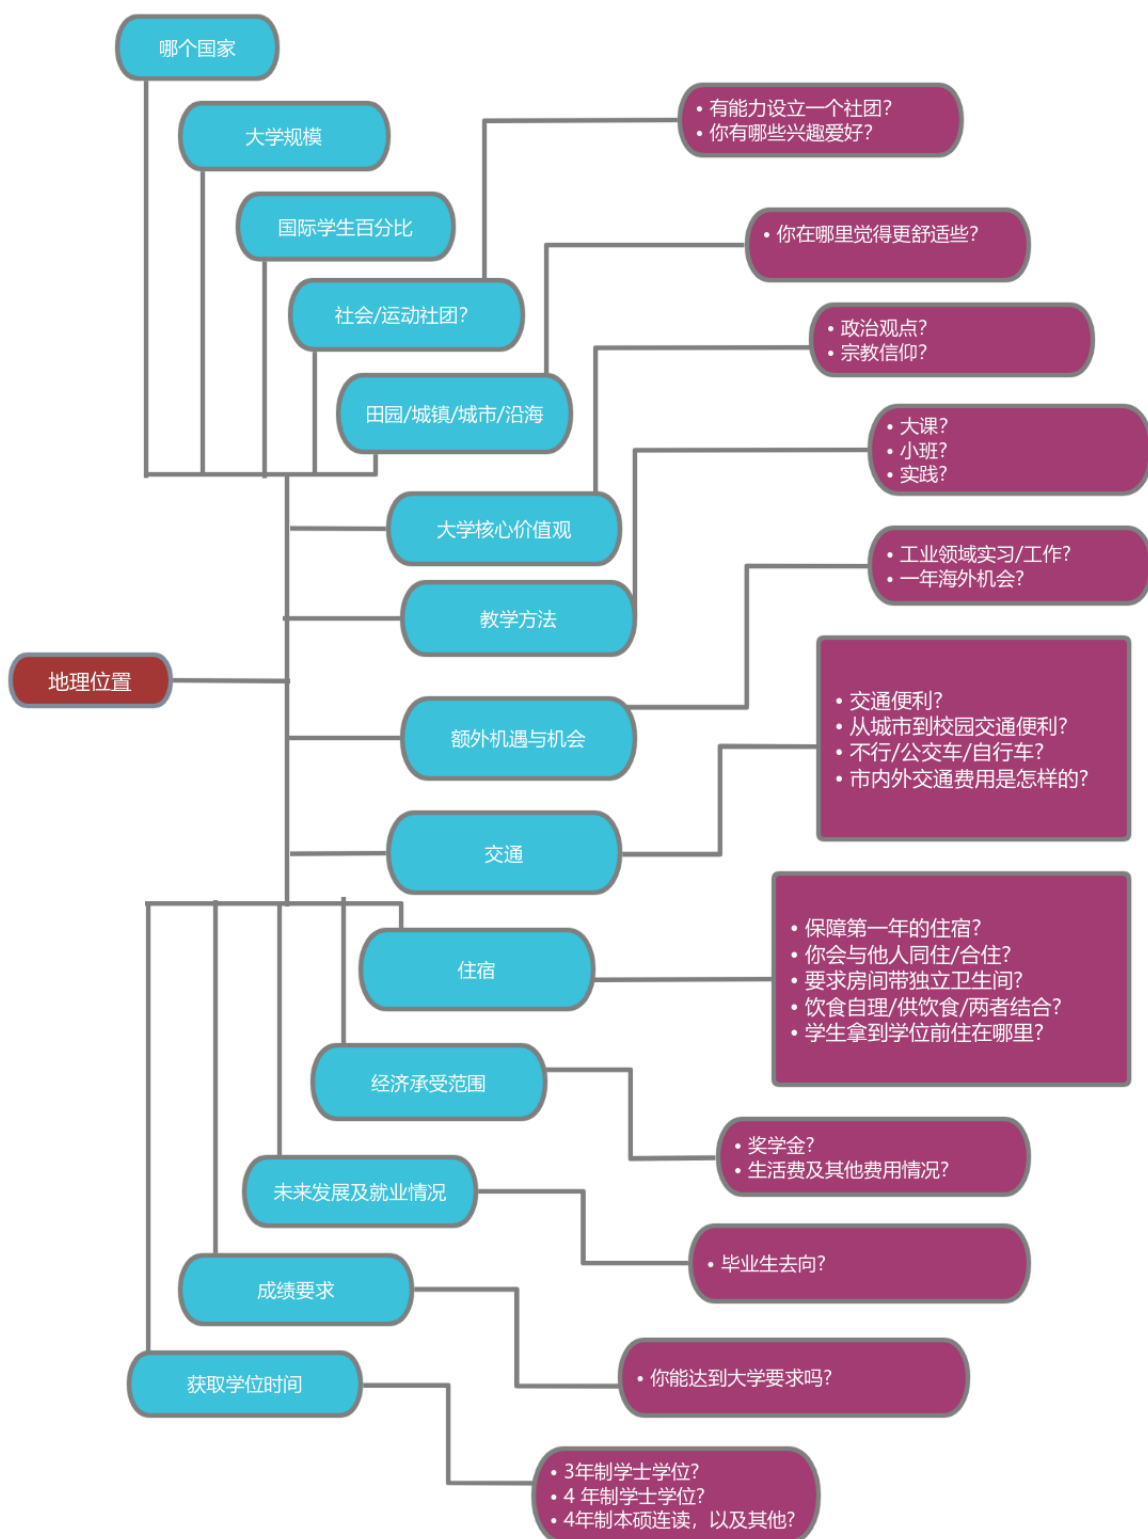 哪个国家
大学规模
国际学生百分比
社会/运动社团?
• 有能力设立一个社团?
• 你有哪些兴趣爱好?
田园/城镇/城市/沿海
• 你在哪里觉得更舒适些?
大学核心价值观
• 政治观点?
• 宗教信仰?
教学方法
• 大课?
• 小班?
• 实践?
地理位置
额外机遇与机会
• 工业领域实习/工作?
• 一年海外机会?
交通
• 交通便利?
• 从城市到校园交通便利?
• 不行/公交车/自行车?
• 市内外交通费用是怎样的?
住宿
• 保障第一年的住宿?
• 你会与他人同住/合住?
• 要求房间带独立卫生间?
• 饮食自理/供饮食/两者结合?
• 学生拿到学位前住在哪里?
经济承受范围
• 奖学金?
• 生活费及其他费用情况?
未来发展及就业情况
• 毕业生去向?
成绩要求
• 你能达到大学要求吗?
获取学位时间
• 3年制学士学位?
• 4 年制学士学位?
• 4年制本硕连读，以及其他?